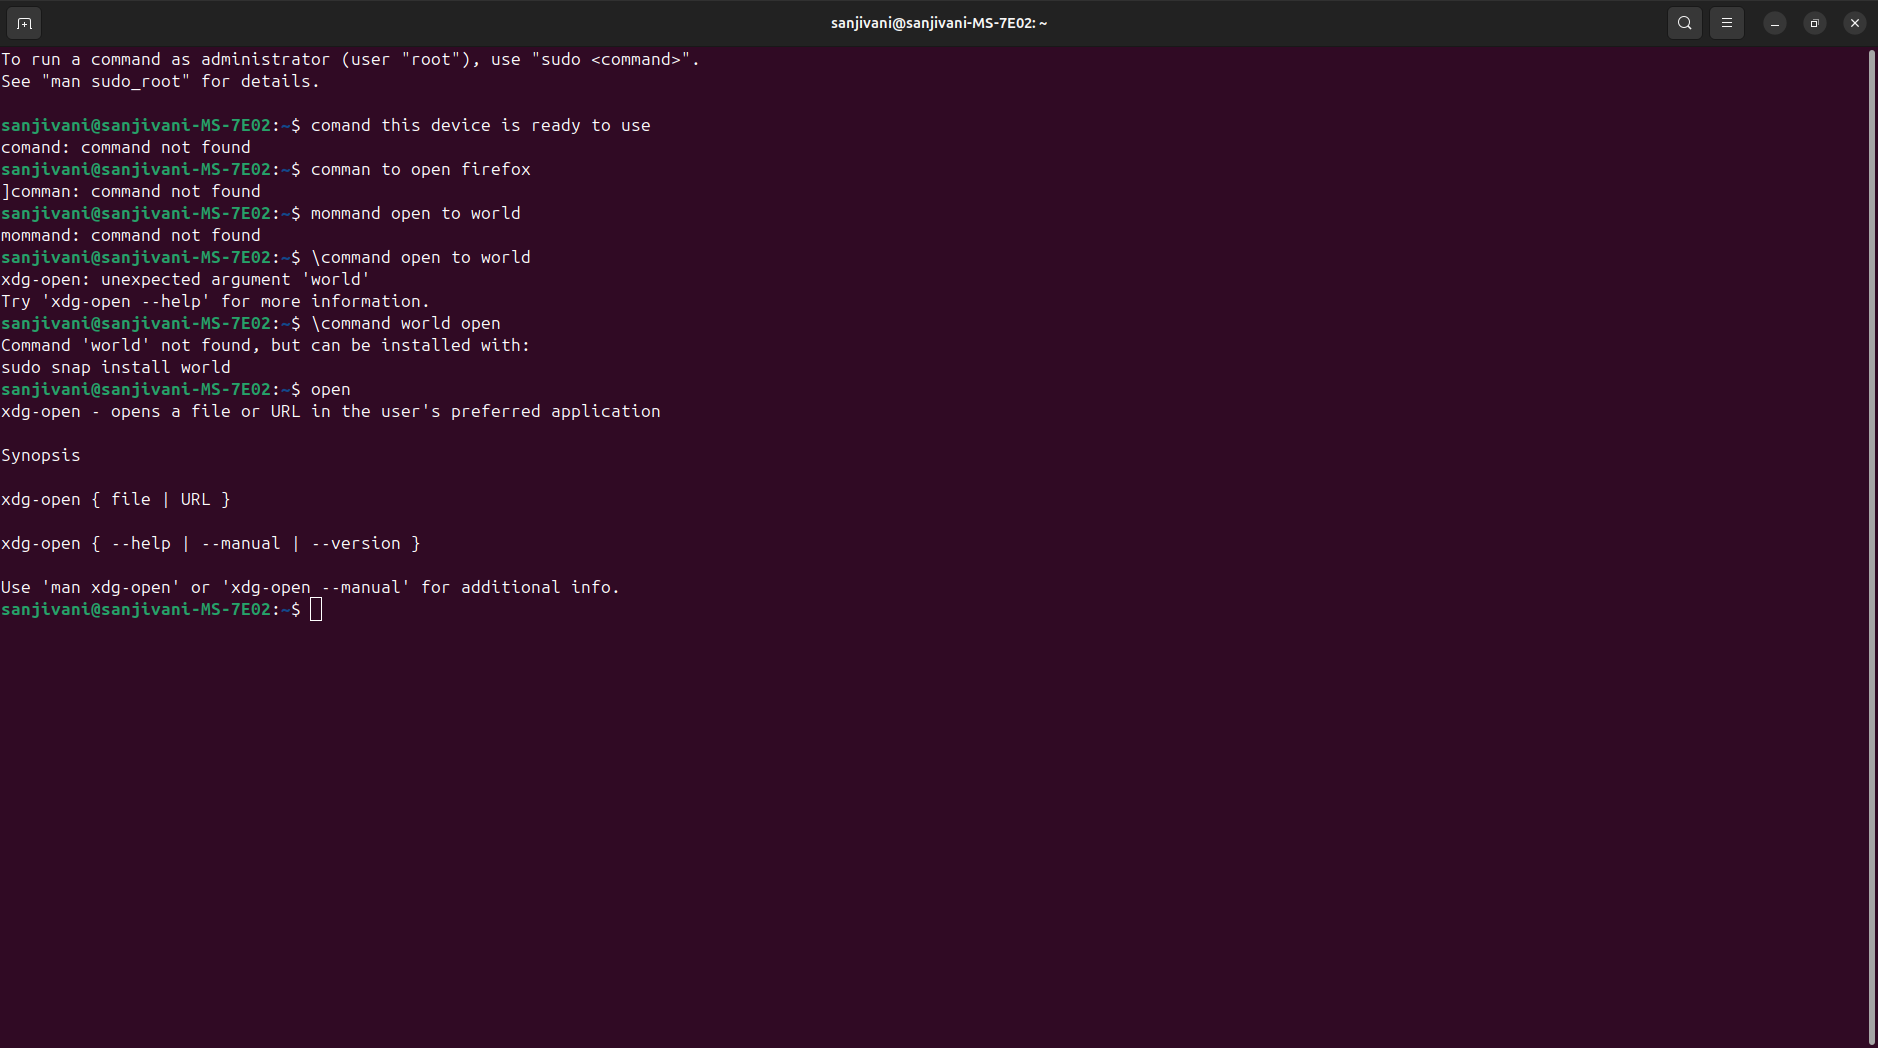 sanjivani@sanjivani-MS-7E02: ~
To run a command as administrator (user "root"), use "sudo <command>".
See "man sudo_root" for details.
sanjivani@sanjivani-MS-7E02:~$ comand this device is ready to use
comand: command not found
sanjivani@sanjivani-MS-7E02:~$ comman to open firefox
]comman: command not found
sanjivani@sanjivani-MS-7E02:~$ mommand open to world
mommand: command not found
sanjivani@sanjivani-MS-7E02:~$ \command open to world
xdg-open: unexpected argument 'world'
Try 'xdg-open --help' for more information.
sanjivani@sanjivani-MS-7E02:~$ \command world open
Command 'world' not found, but can be installed with:
sudo snap install world
sanjivani@sanjivani-MS-7E02:~$ open
xdg-open - opens a file or URL in the user's preferred application
Synopsis
xdg-open { file | URL }
xdg-open { --help | --manual | --version }
Use 'man xdg-open' or 'xdg-open --manual' for additional info.
sanjivani@sanjivani-MS-7E02:~$